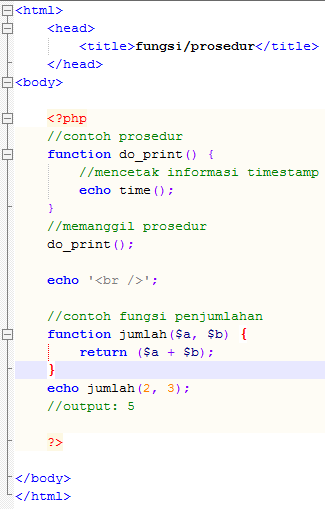 <html>
<head>
<title>fungsi/prosedur</title>
</head>
<body>
<?php
//contoh prosedur
function do_print() {
//mencetak informasi timestamp
echo time();
}
//memanggil prosedur
do_print();
echo '<br />';
//contoh fungsi penjumlahan
function jumlah($a, $b) {
return ($a + $b);
}
echo jumlah(2, 3);
//output: 5
?>
</body>
</html>